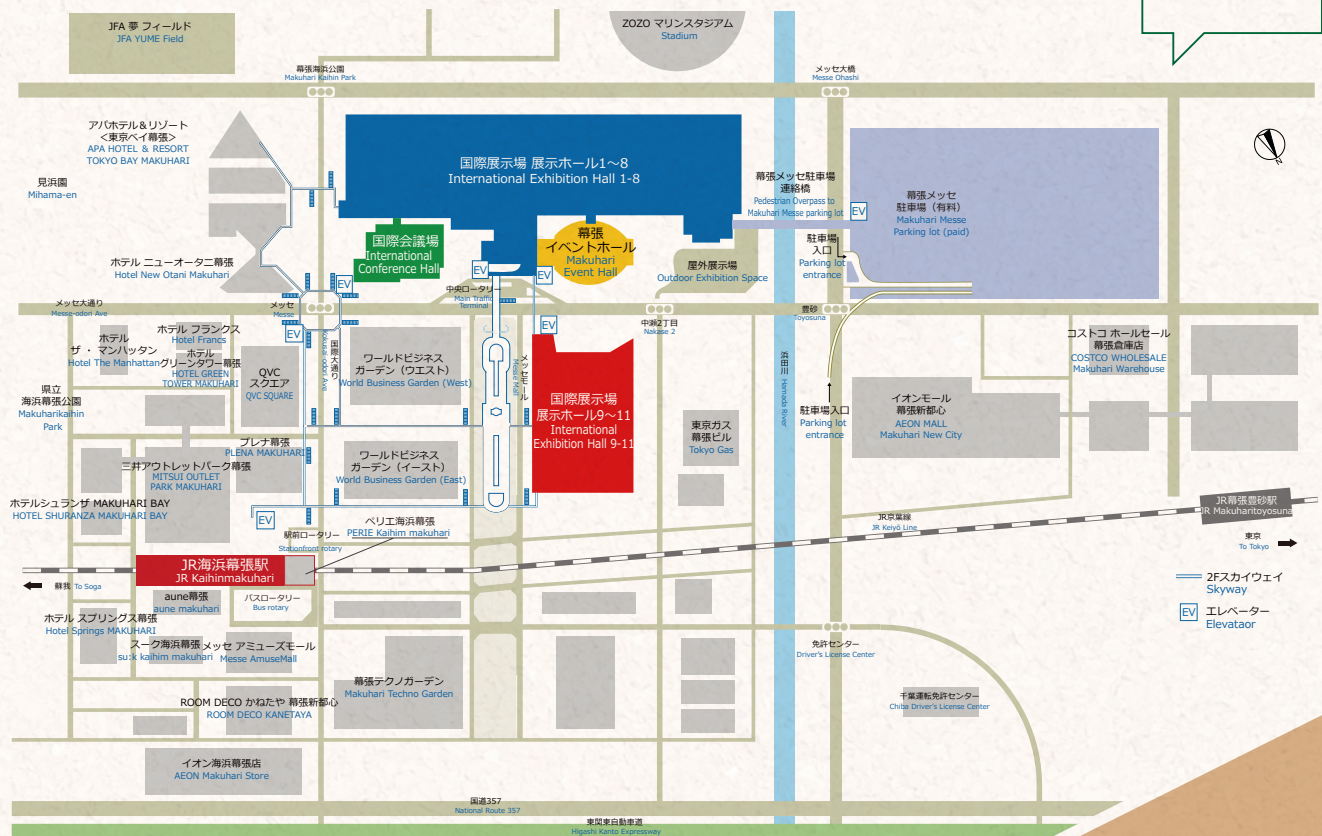 JFA 夢 フィールド
JFA YUME Field
ZOZO マリンスタジアム
Stadium
幕張海浜公園
Makuhari Kaihin Park
メッセ大橋
Messe Ohashi
アパホテル＆リゾート
＜東京ベイ幕張＞
APA HOTEL & RESORT
TOKYO BAY MAKUHARI
見浜園
Mihama-en
国際展示場 展示ホール1～8
International Exhibition Hall 1-8
幕張メッセ駐車場
連絡橋
Pedestrian Overpass to
Makuhari Messe parking lot
EV
幕張メッセ
駐車場（有料）
Makuhari Messe
Parking lot (paid)
N
国際会議場
International
Conference Hall
幕張
イベントホール
Makuhari
Event Hall
駐車場
入口
Parking lot
entrance
屋外展示場
Outdoor Exhibition Space
ホテル ニューオータニ幕張
Hotel New Otani Makuhari
EV
EV
EV
中央ロータリー
Main Traffic
Terminal
メッセ大通り
Messe-odori Ave
メッセ
Messe
中瀬2丁目
Nakase 2
豊砂
Toyosuna
EV
EV
ホテル
ザ ・ マンハッタン
Hotel The Manhattan
ホテル フランクス
Hotel Francs
ホテル
グリーンタワー幕張
HOTEL GREEN
TOWER MAKUHARI
QVC
スクエア
QVC SQUARE
国際大通り
Kokusai-odori Ave
ワールドビジネス
ガーデン（ウエスト）
World Business Garden (West)
メッセモール
Messe Mall
国際展示場
展示ホール9～11
International
Exhibition Hall 9-11
浜田川 Hamada River
コストコ ホールセール
幕張倉庫店
COSTCO WHOLESALE
Makuhari Warehouse
県立
海浜幕張公園
Makuharikaihin
Park
駐車場入口
Parking lot
entrance
イオンモール
幕張新都心
AEON MALL
Makuhari New City
東京ガス
幕張ビル
Tokyo Gas
プレナ幕張
PLENA MAKUHARI
三井アウトレットパーク幕張
MITSUI OUTLET
PARK MAKUHARI
ワールドビジネス
ガーデン（イースト）
World Business Garden (East)
ホテルシュランザ MAKUHARI BAY
HOTEL SHURANZA MAKUHARI BAY
EV
駅前ロータリー
Stationfront rotary
ペリエ海浜幕張
PERIE Kaihim makuhari
JR京葉線
JR Keiyō Line
JR幕張豊砂駅
JR Makuharitoyosuna
東京
To Tokyo
JR海浜幕張駅
JR Kaihinmakuhari
蘇我 To Soga
aune幕張
aune makuhari
バスロータリー
Bus rotary
2Fスカイウェイ
Skyway
EV エレベーター
Elevataor
ホテル スプリングス幕張
Hotel Springs MAKUHARI
スーク海浜幕張
su:k kaihim makuhari
メッセ アミューズモール
Messe AmuseMall
免許センター
Driver's License Center
幕張テクノガーデン
Makuhari Techno Garden
ROOM DECO かねたや 幕張新都心
ROOM DECO KANETAYA
千葉運転免許センター
Chiba Driver's License Center
イオン海浜幕張店
AEON Makuhari Store
国道357
National Route 357
東関東自動車道
Higashi Kanto Expressway